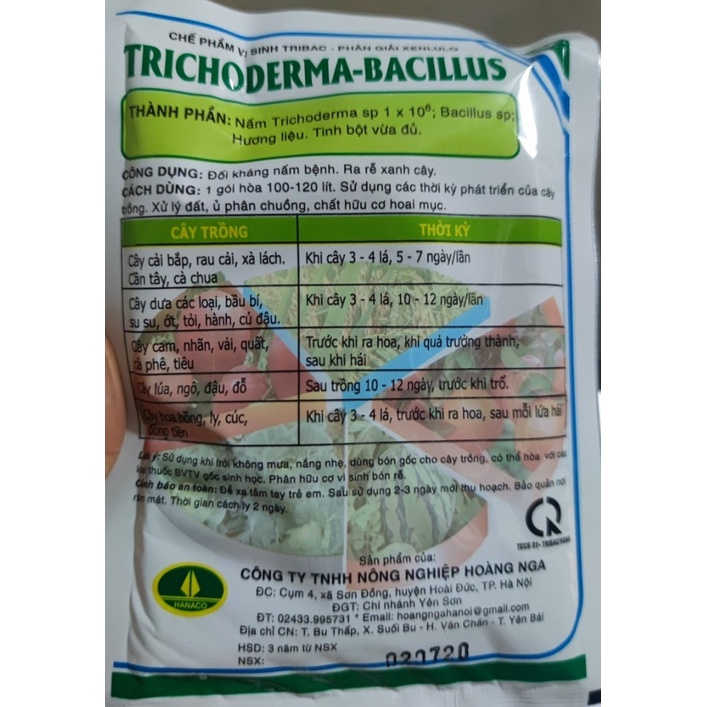 CHẾ PHẨM VI SINH TRIBAC - PHÂN GIẢI XENLULO
TRICHODERMA-BACILLUS
THÀNH PHẦN: Nấm Trichoderma sp 1 x 10⁶; Bacillus sp;
Hương liệu. Tinh bột vừa đủ.
CÔNG DỤNG: Đối kháng nấm bệnh. Ra rễ xanh cây.
CÁCH DÙNG: 1 gói hòa 100-120 lít. Sử dụng các thời kỳ phát triển của cây
trồng. Xử lý đất, ủ phân chuồng, chất hữu cơ hoai mục.
CÂY TRỒNG THỜI KỲ
Cây cải bắp, rau cải, xà lách. Khi cây 3 - 4 lá, 5 - 7 ngày/lần
Cần tây, cà chua
Cây dưa các loại, bầu bí, Khi cây 3 - 4 lá, 10 - 12 ngày/lần
su su, ớt, tỏi, hành, củ đậu.
Cây cam, nhãn, vải, quất, Trước khi ra hoa, khi quả trưởng thành,
cà phê, tiêu sau khi hái
Cây lúa, ngô, đậu, đỗ Sau trồng 10 - 12 ngày, trước khi trổ.
Cây hoa hồng, ly, cúc, Khi cây 3 - 4 lá, trước khi ra hoa, sau mỗi lứa hái
đồng tiền
Lưu ý: Sử dụng khi trời không mưa, nắng nhẹ, dùng bón gốc cho cây trồng, có thể hòa với các
loại thuốc BVTV gốc sinh học. Phân hữu cơ vi sinh bón rễ.
Cảnh báo an toàn: Để xa tầm tay trẻ em. Sau sử dụng 2-3 ngày mới thu hoạch. Bảo quản nơi
râm mát. Thời gian cách ly 2 ngày.
CR
Sản phẩm của:
CÔNG TY TNHH NÔNG NGHIỆP HOÀNG NGA
HANACO
ĐC: Cụm 4, xã Sơn Đồng, huyện Hoài Đức, TP. Hà Nội
ĐGT: Chi nhánh Yên Sơn
ĐT: 02433.995731 * Email: hoangngahanoi@gmail.com
Địa chỉ CN: T. Bu Thấp, X. Suối Bu - H. Văn Chấn - T. Yên Bái
HSD: 3 năm từ NSX
NSX: 020720